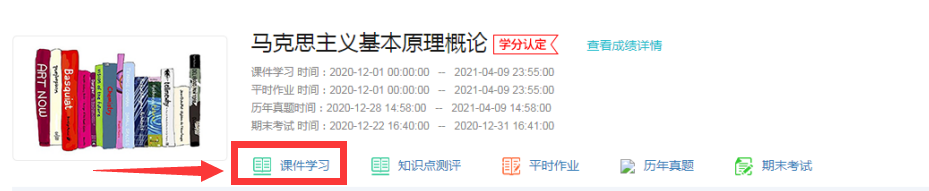 马克思主义基本原理概论 学分认定 查看成绩详情
课件学习 时间：2020-12-01 00:00:00 -- 2021-04-09 23:55:00
平时作业 时间：2020-12-01 00:00:00 -- 2021-04-09 23:55:00
历年真题时间：2020-12-28 14:58:00 -- 2021-04-09 14:58:00
期末考试 时间：2020-12-22 16:40:00 -- 2020-12-31 16:41:00
ART NOW Basquiat
课件学习 知识点测评 平时作业 历年真题 期末考试